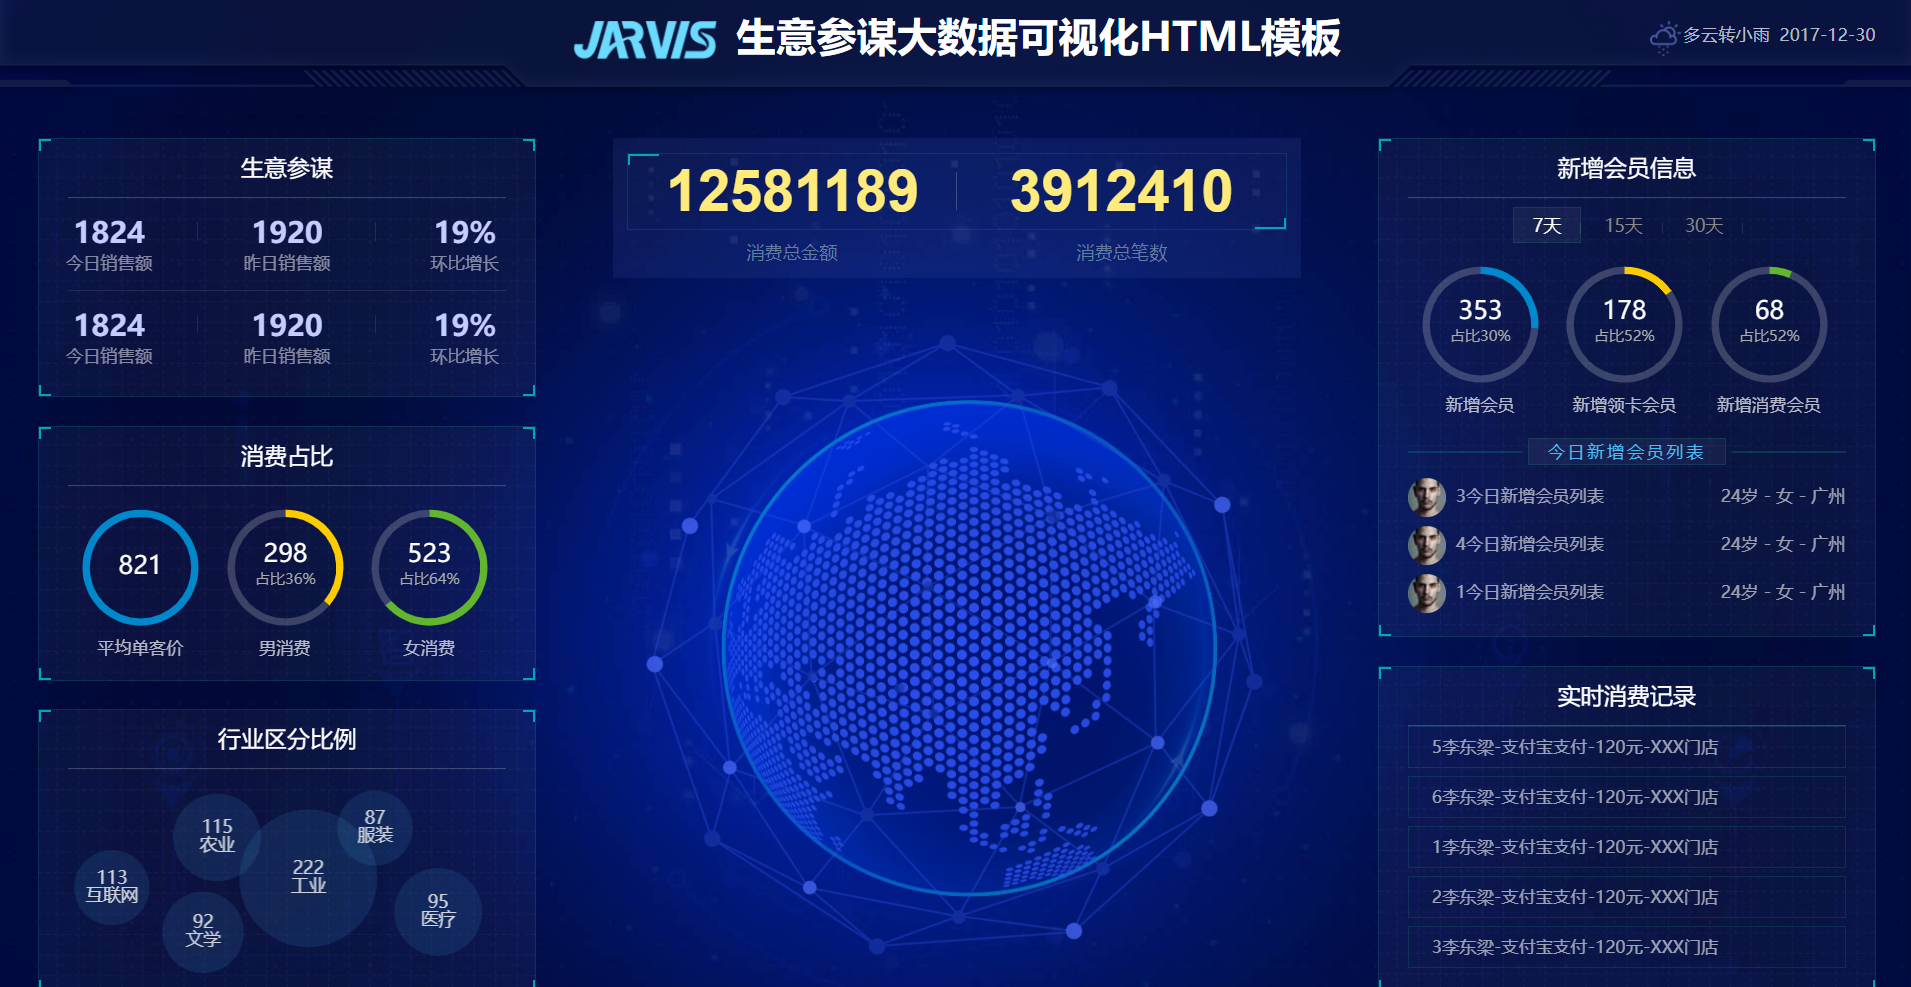 JARVIS 生意参谋大数据可视化HTML模板
多云转小雨 2017-12-30
生意参谋
1824 1920 19%
今日销售额 昨日销售额 环比增长
1824 1920 19%
今日销售额 昨日销售额 环比增长
消费占比
821
298
占比36%
523
占比64%
平均单客价 男消费 女消费
行业区分比例
115
农业
87
服装
222
工业
113
互联网
92
文学
95
医疗
12581189 3912410
消费总金额 消费总笔数
新增会员信息
7天 15天 30天
353
占比30%
178
占比52%
68
占比52%
新增会员 新增领卡会员 新增消费会员
今日新增会员列表
3今日新增会员列表 24岁 - 女 - 广州
4今日新增会员列表 24岁 - 女 - 广州
1今日新增会员列表 24岁 - 女 - 广州
实时消费记录
5李东梁-支付宝支付-120元-XXX门店
6李东梁-支付宝支付-120元-XXX门店
1李东梁-支付宝支付-120元-XXX门店
2李东梁-支付宝支付-120元-XXX门店
3李东梁-支付宝支付-120元-XXX门店